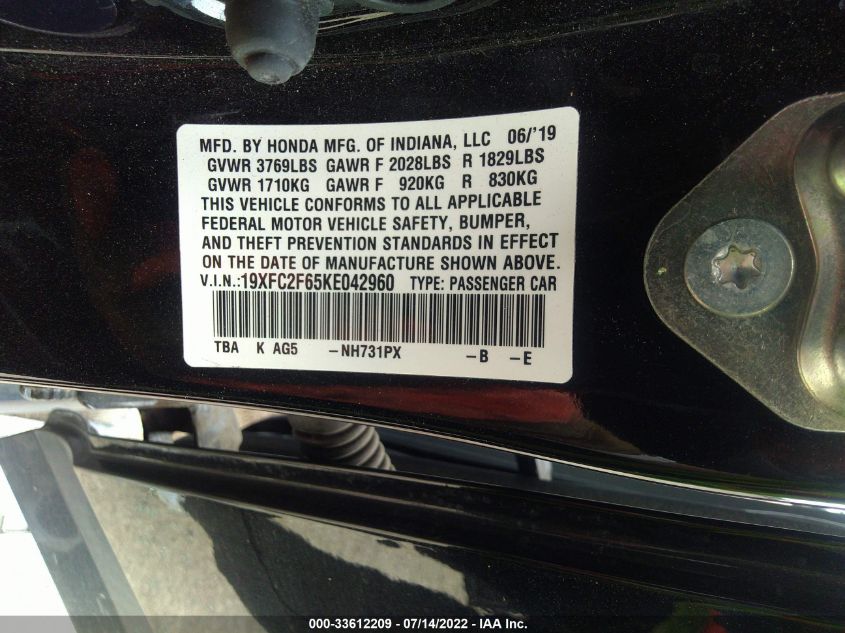 MFD. BY HONDA MFG. OF INDIANA, LLC 06/'19
GVWR 3769LBS GAWR F 2028LBS R 1829LBS
GVWR 1710KG GAWR F 920KG R 830KG
THIS VEHICLE CONFORMS TO ALL APPLICABLE
FEDERAL MOTOR VEHICLE SAFETY, BUMPER,
AND THEFT PREVENTION STANDARDS IN EFFECT
ON THE DATE OF MANUFACTURE SHOWN ABOVE.
V.I.N.:19XFC2F65KE042960 TYPE: PASSENGER CAR
TBA K AG5 -NH731PX -B -E
000-33612209 - 07/14/2022 - IAA Inc.